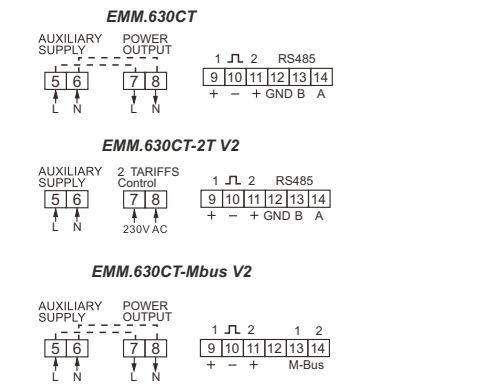 EMM.630CT
AUXILIARY SUPPLY
POWER OUTPUT
1 2 RS485
5 6
7 8
9 10 11 12 13 14
+ – + GND B A
L N
L N
EMM.630CT-2T V2
AUXILIARY SUPPLY
2 TARIFFS Control
1 2 RS485
5 6
7 8
9 10 11 12 13 14
+ – + GND B A
L N
230V AC
EMM.630CT-Mbus V2
AUXILIARY SUPPLY
POWER OUTPUT
1 2 1 2
5 6
7 8
9 10 11 12 13 14
+ – + M-Bus
L N
L N